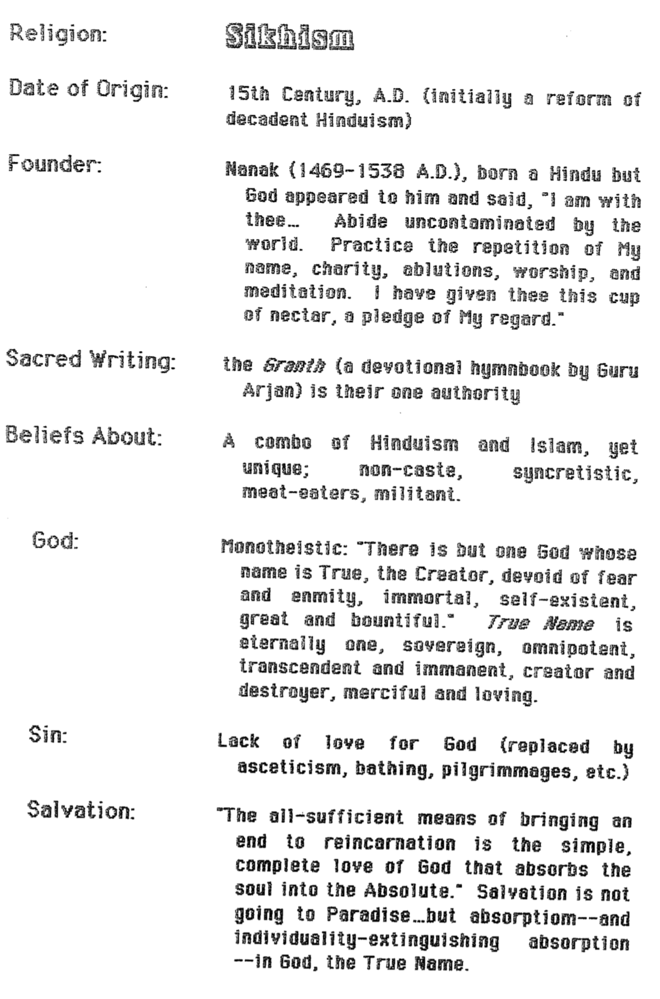 Religion: Sikhism
Date of Origin: 15th Century, A.D. (initially a reform of
decadent Hinduism)
Founder: Nanak (1469-1538 A.D.), born a Hindu but
God appeared to him and said, "I am with
thee... Abide uncontaminated by the
world. Practice the repetition of My
name, charity, ablutions, worship, and
meditation. I have given thee this cup
of nectar, a pledge of My regard."
Sacred Writing: the Granth (a devotional hymnbook by Guru
Arjan) is their one authority
Beliefs About: A combo of Hinduism and Islam, yet
unique; non-caste, syncretistic,
meat-eaters, militant.
God: Monotheistic: "There is but one God whose
name is True, the Creator, devoid of fear
and enmity, immortal, self-existent,
great and bountiful." True Name is
eternally one, sovereign, omnipotent,
transcendent and immanent, creator and
destroyer, merciful and loving.
Sin: Lack of love for God (replaced by
asceticism, bathing, pilgrimmages, etc.)
Salvation: "The all-sufficient means of bringing an
end to reincarnation is the simple,
complete love of God that absorbs the
soul into the Absolute." Salvation is not
going to Paradise...but absorptiom--and
individuality-extinguishing absorption
--in God, the True Name.